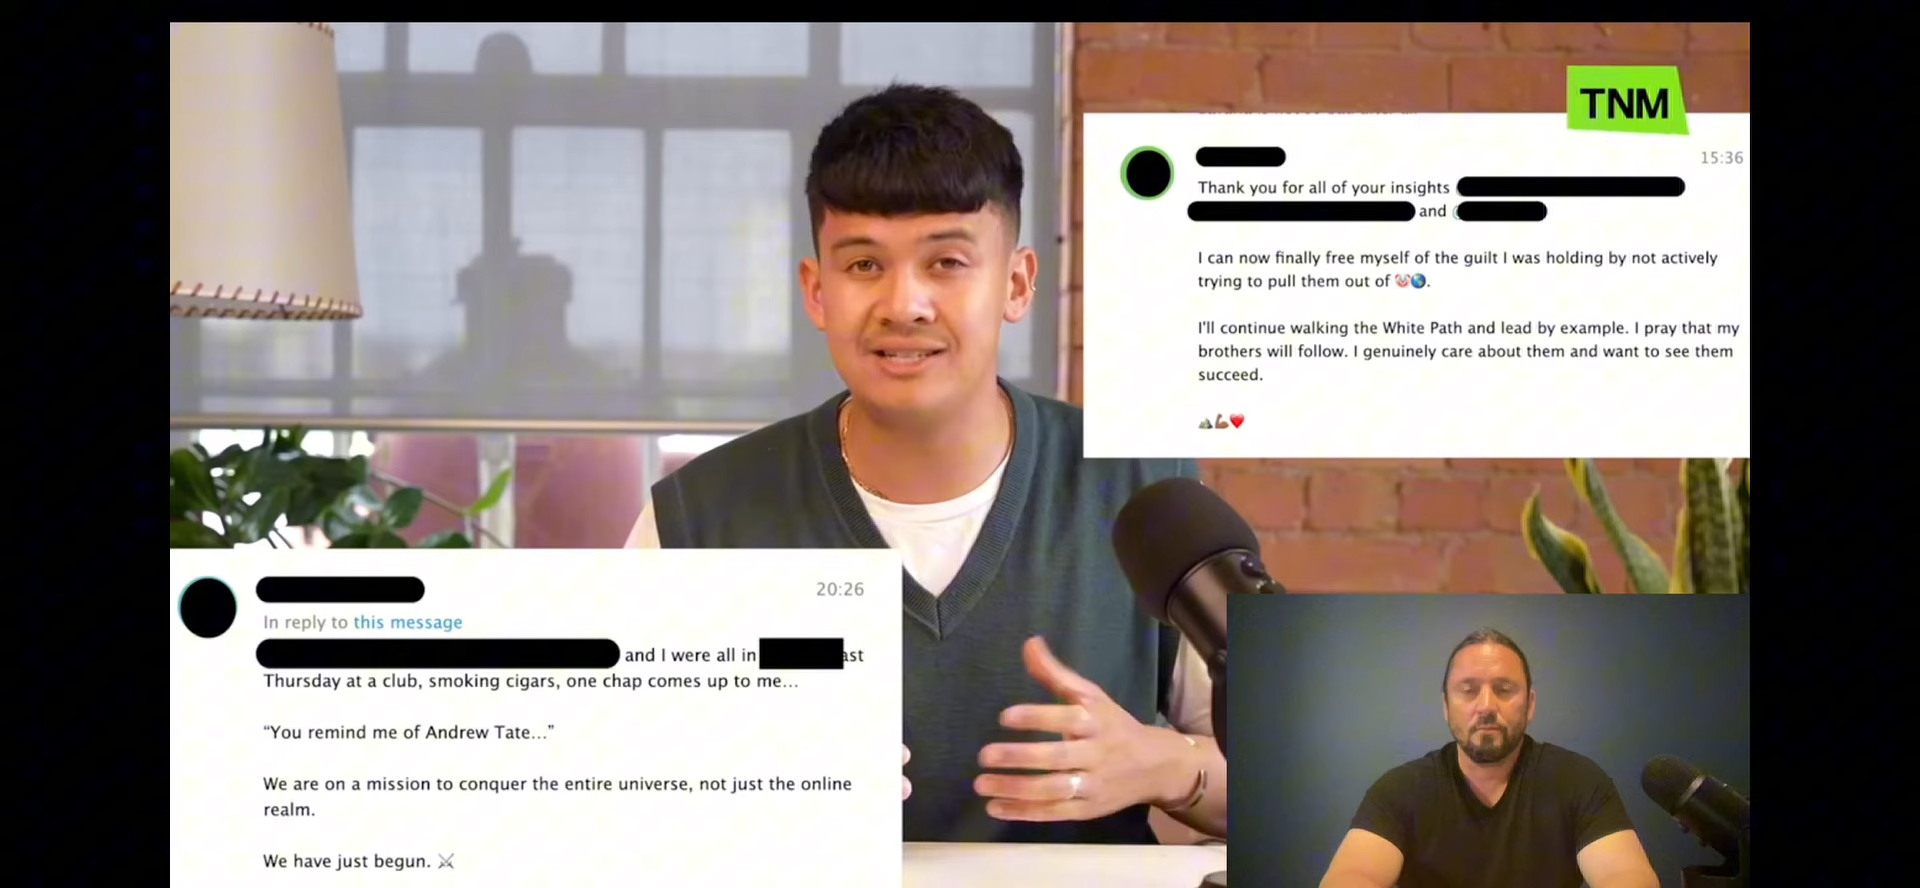 TNM
15:36
Thank you for all of your insights
and
I can now finally free myself of the guilt I was holding by not actively
trying to pull them out of 🤡🌎.
I'll continue walking the White Path and lead by example. I pray that my
brothers will follow. I genuinely care about them and want to see them
succeed.
20:26
In reply to this message
and I were all in ast
Thursday at a club, smoking cigars, one chap comes up to me...
“You remind me of Andrew Tate...”
We are on a mission to conquer the entire universe, not just the online
realm.
We have just begun. ⚔